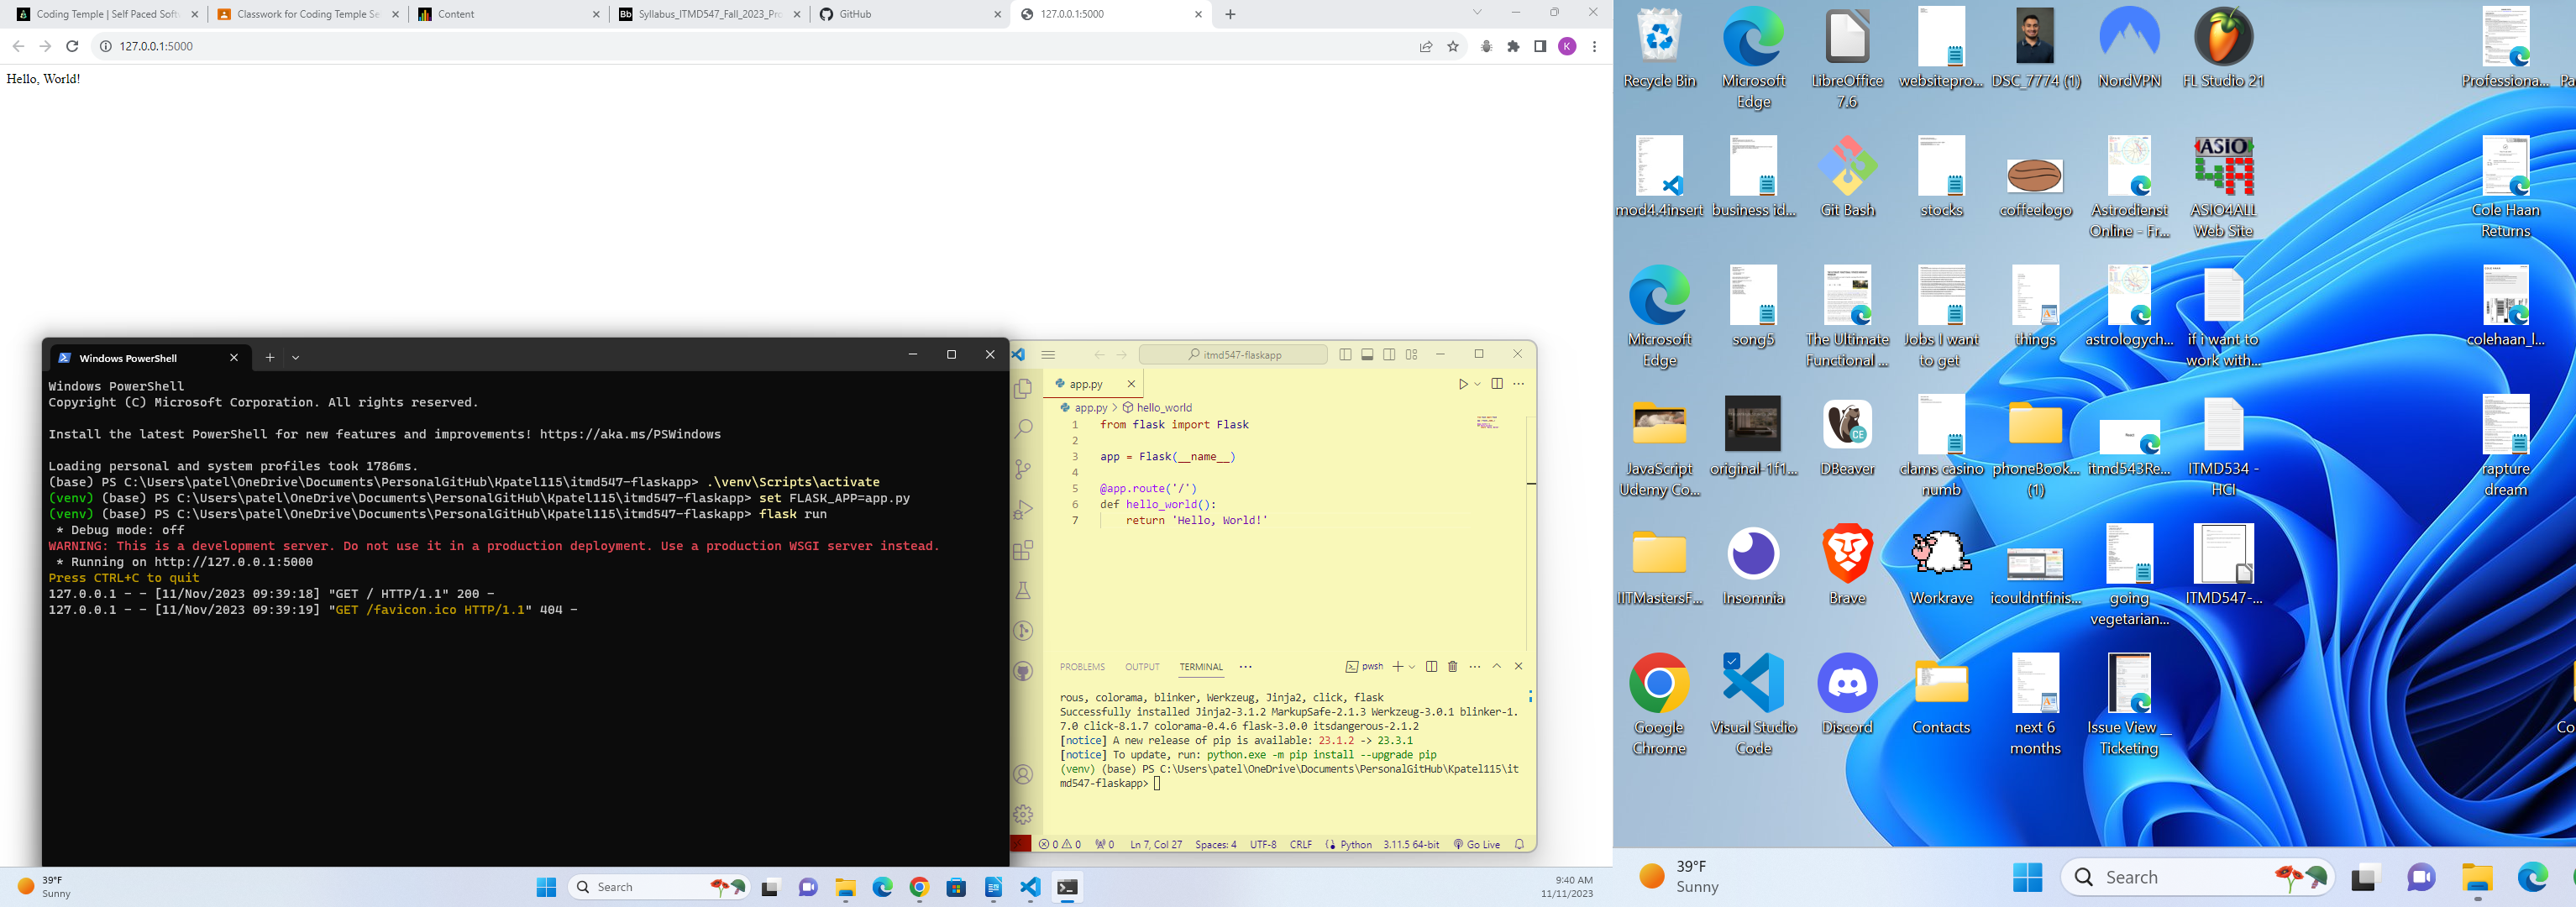 Coding Temple | Self Paced Soft
Classwork for Coding Temple Se
Content
Syllabus_ITMD547_Fall_2023_Pro
GitHub
127.0.0.1:5000
127.0.0.1:5000
K
Hello, World!
Windows PowerShell
Windows PowerShell
Copyright (C) Microsoft Corporation. All rights reserved.
Install the latest PowerShell for new features and improvements! https://aka.ms/PSWindows
Loading personal and system profiles took 1786ms.
(base) PS C:\Users\patel\OneDrive\Documents\PersonalGitHub\Kpatel115\itmd547-flaskapp> .\venv\Scripts\activate
(venv) (base) PS C:\Users\patel\OneDrive\Documents\PersonalGitHub\Kpatel115\itmd547-flaskapp> set FLASK_APP=app.py
(venv) (base) PS C:\Users\patel\OneDrive\Documents\PersonalGitHub\Kpatel115\itmd547-flaskapp> flask run
* Debug mode: off
WARNING: This is a development server. Do not use it in a production deployment. Use a production WSGI server instead.
* Running on http://127.0.0.1:5000
Press CTRL+C to quit
127.0.0.1 - - [11/Nov/2023 09:39:18] "GET / HTTP/1.1" 200 -
127.0.0.1 - - [11/Nov/2023 09:39:19] "GET /favicon.ico HTTP/1.1" 404 -
itmd547-flaskapp
app.py
app.py > hello_world
1 from flask import Flask
2
3 app = Flask(__name__)
4
5 @app.route('/')
6 def hello_world():
7 return 'Hello, World!'
PROBLEMS OUTPUT TERMINAL ··· pwsh
rous, colorama, blinker, Werkzeug, Jinja2, click, flask
Successfully installed Jinja2-3.1.2 MarkupSafe-2.1.3 Werkzeug-3.0.1 blinker-1.
7.0 click-8.1.7 colorama-0.4.6 flask-3.0.0 itsdangerous-2.1.2
[notice] A new release of pip is available: 23.1.2 -> 23.3.1
[notice] To update, run: python.exe -m pip install --upgrade pip
(venv) (base) PS C:\Users\patel\OneDrive\Documents\PersonalGitHub\Kpatel115\it
md547-flaskapp>
0 0 0 Ln 7, Col 27 Spaces: 4 UTF-8 CRLF Python 3.11.5 64-bit Go Live
39°F
Sunny
Search
9:40 AM
11/11/2023
Recycle Bin
Microsoft
Edge
LibreOffice
7.6
websitepro...
DSC_7774 (1)
NordVPN
FL Studio 21
Professiona...
Pa
mod4.4insert
business id...
Git Bash
stocks
coffeelogo
Astrodienst
Online - Fr...
ASIO
ASIO4ALL
Web Site
Cole Haan
Returns
Microsoft
Edge
song5
The Ultimate
Functional ...
Jobs I want
to get
things
astrologych...
if i want to
work with...
colehaan_l...
JavaScript
Udemy Co...
original-1f1...
CE
DBeaver
clams casino
numb
phoneBook...
(1)
itmd543Re...
ITMD534 -
HCI
rapture
dream
IITMastersF...
Insomnia
Brave
Workrave
icouldntfinis...
going
vegetarian...
ITMD547-...
Google
Chrome
Visual Studio
Code
Discord
Contacts
next 6
months
Issue View __
Ticketing
Co
39°F
Sunny
Search